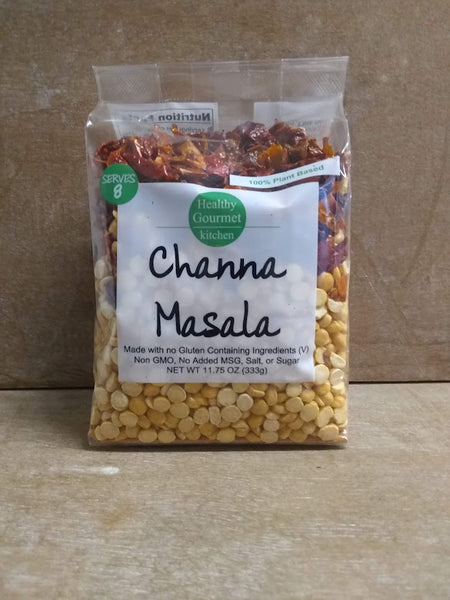 Nutrition Facts
SERVES
8
100% Plant Based
Healthy
Gourmet
kitchen
Channa
Masala
Made with no Gluten Containing Ingredients (V)
Non GMO, No Added MSG, Salt, or Sugar
NET WT 11.75 OZ (333g)